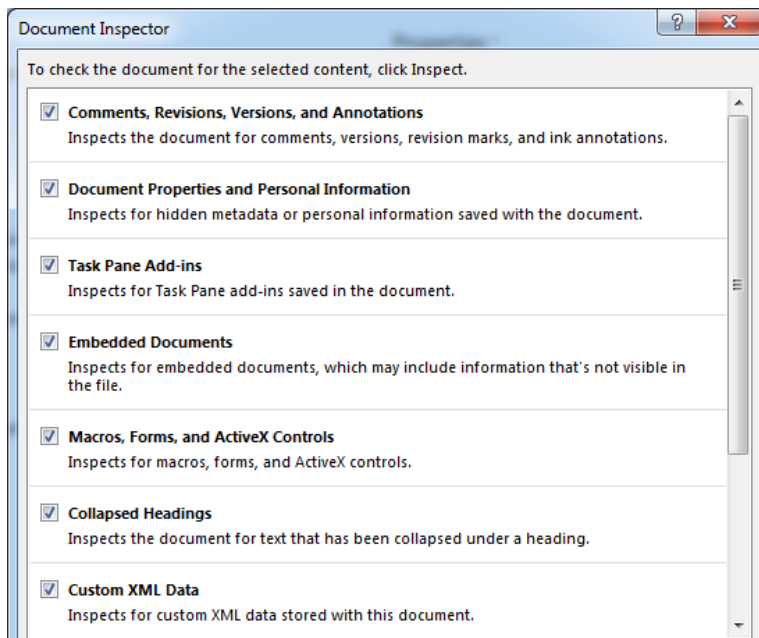 Document Inspector
To check the document for the selected content, click Inspect.
Comments, Revisions, Versions, and Annotations
Inspects the document for comments, versions, revision marks, and ink annotations.
Document Properties and Personal Information
Inspects for hidden metadata or personal information saved with the document.
Task Pane Add-ins
Inspects for Task Pane add-ins saved in the document.
Embedded Documents
Inspects for embedded documents, which may include information that's not visible in
the file.
Macros, Forms, and ActiveX Controls
Inspects for macros, forms, and ActiveX controls.
Collapsed Headings
Inspects the document for text that has been collapsed under a heading.
Custom XML Data
Inspects for custom XML data stored with this document.